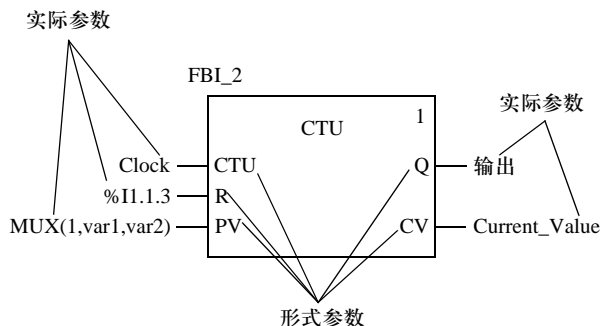 实际参数
FBI_2
CTU
1
实际参数
Clock
CTU
Q
输出
%I1.1.3
R
MUX(1,var1,var2)
PV
CV
Current_Value
形式参数